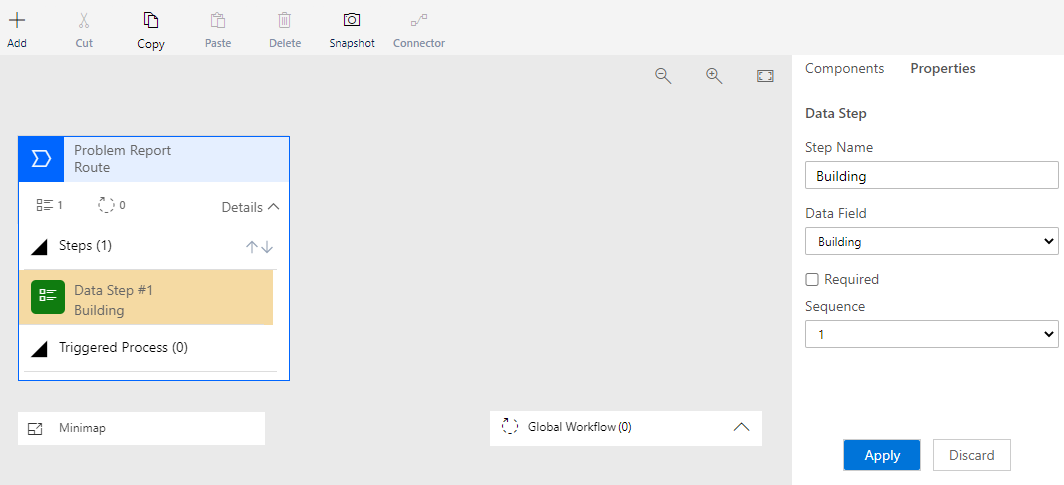 Add
Cut
Copy
Paste
Delete
Snapshot
Connector
Components
Properties
Problem Report
Route
1
0
Details
Steps (1)
Data Step #1
Building
Triggered Process (0)
Minimap
Global Workflow (0)
Data Step
Step Name
Building
Data Field
Building
Required
Sequence
1
Apply
Discard